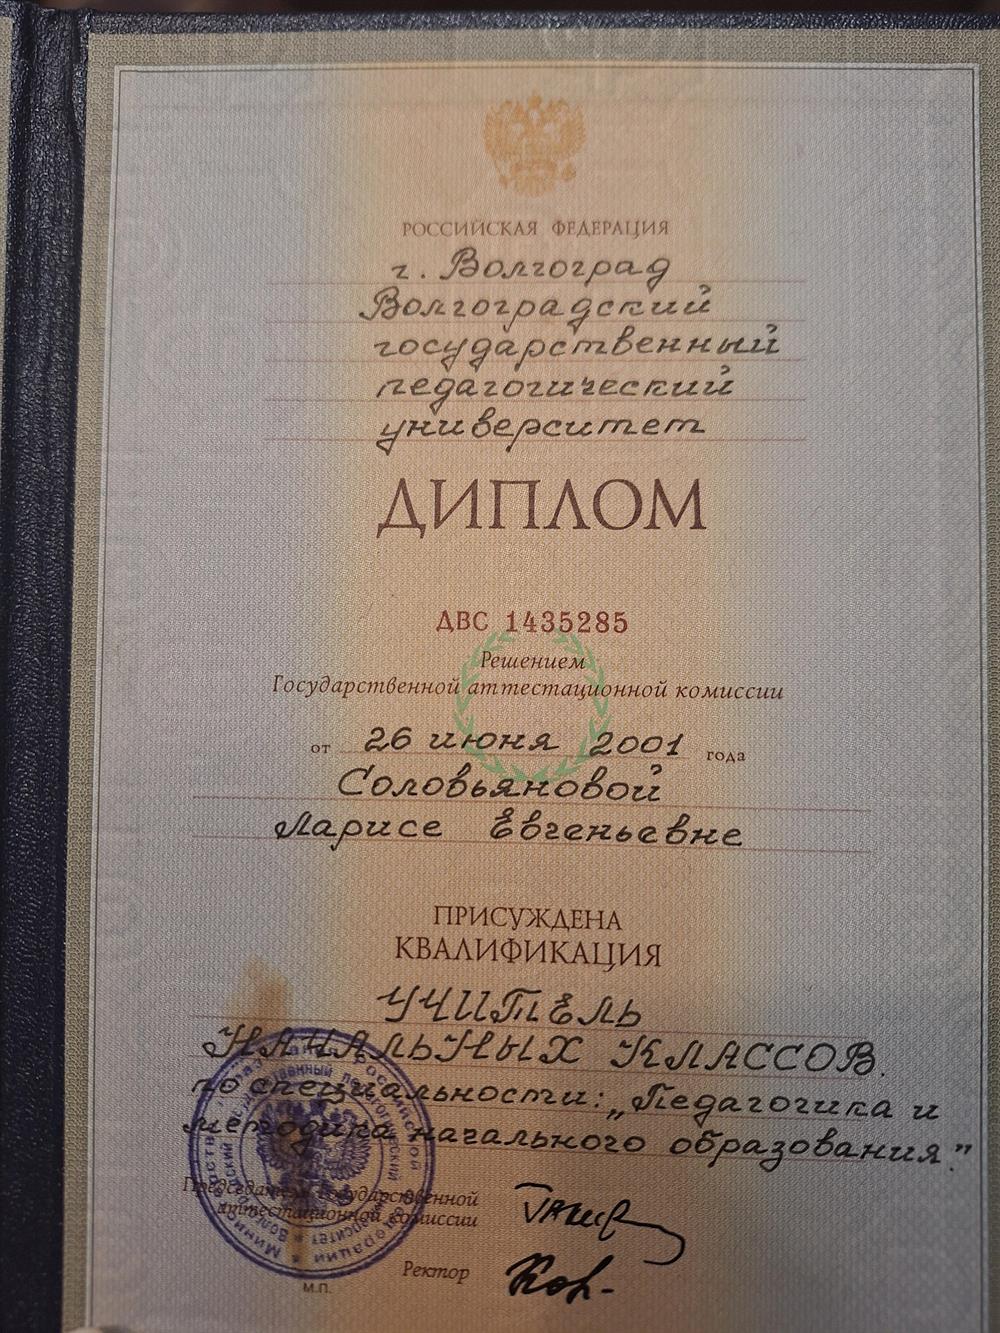 РОССИЙСКАЯ ФЕДЕРАЦИЯ
г. Волгоград
Волгоградский
государственный
педагогический
университет
ДИПЛОМ
ДВС 1435285
Решением
Государственной аттестационной комиссии
от 26 июня 2001 года
Соловьяновой
Ларисе Евгеньевне
ПРИСУЖДЕНА
КВАЛИФИКАЦИЯ
УЧИТЕЛЬ
НАЧАЛЬНЫХ КЛАССОВ.
по специальности: „Педагогика и
методика начального образования."
Председатель Государственной
аттестационной комиссии
Ректор
М.П.